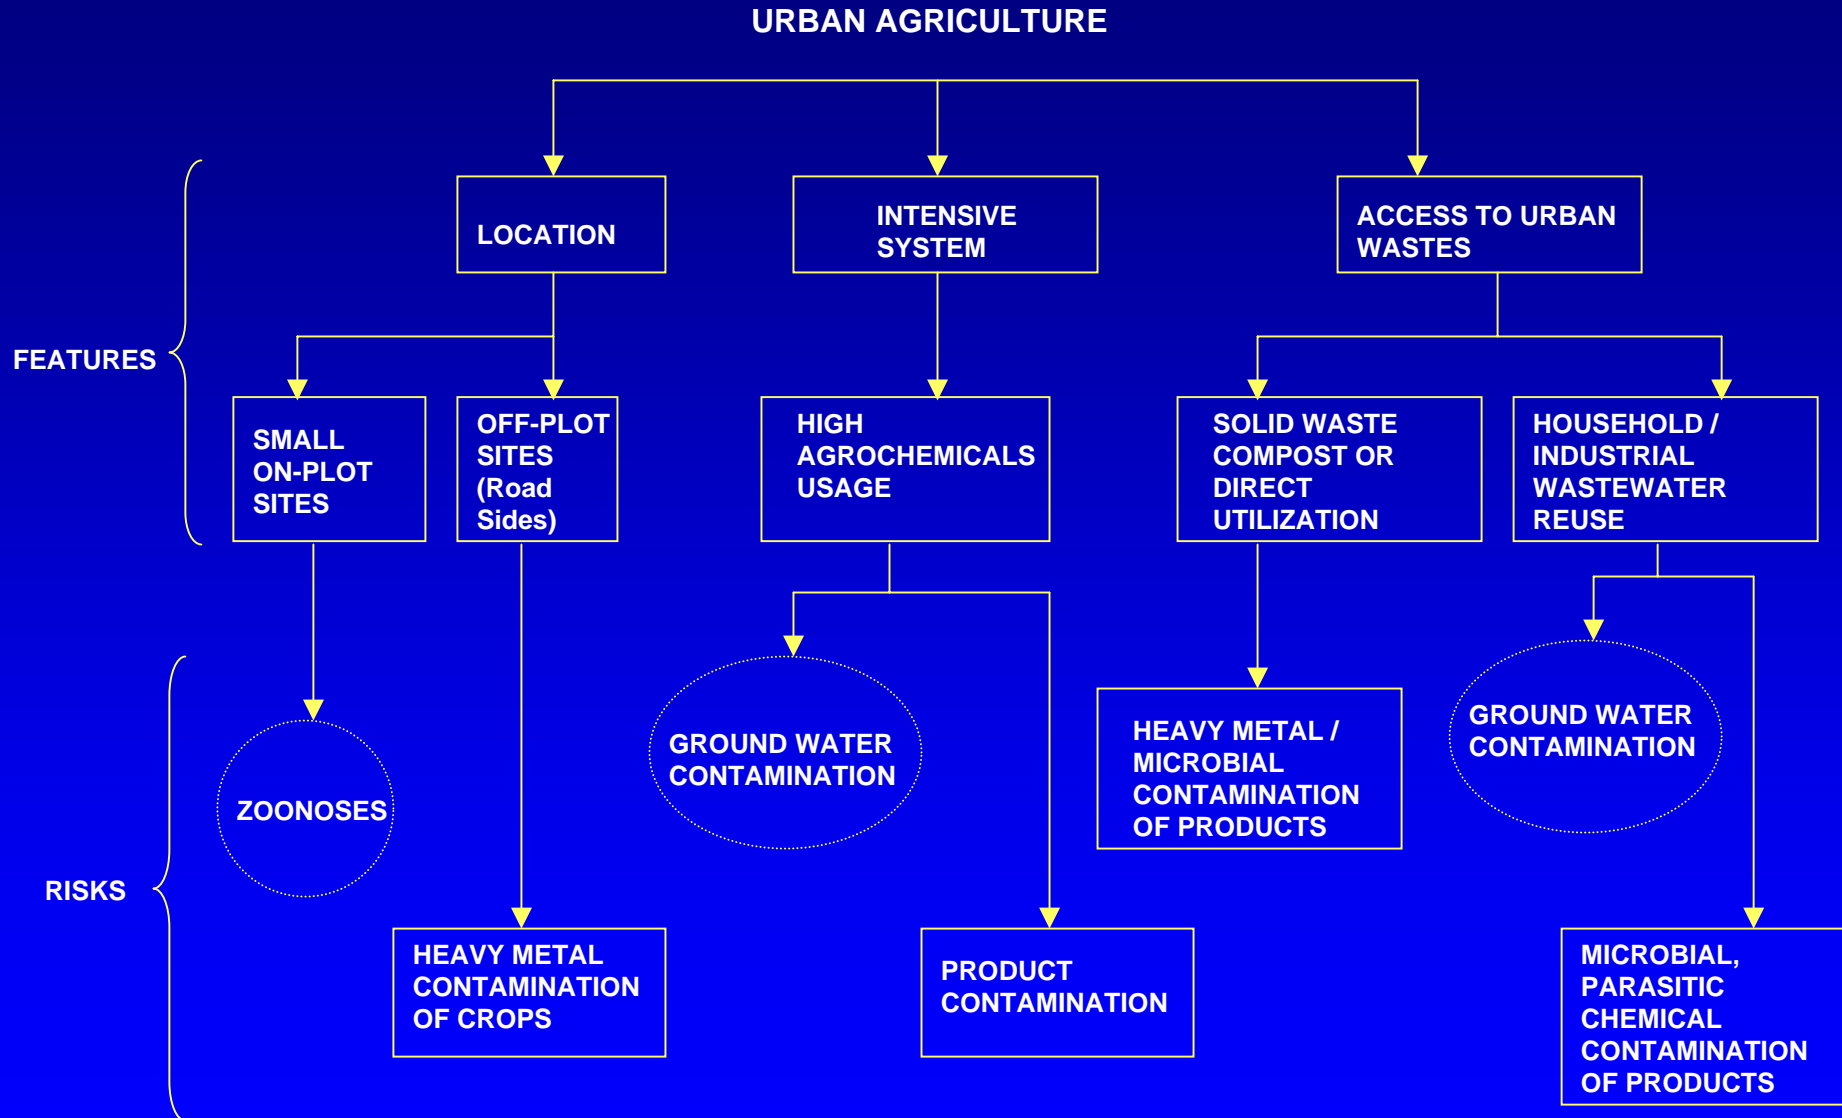 URBAN AGRICULTURE
LOCATION
INTENSIVE
SYSTEM
ACCESS TO URBAN
WASTES
FEATURES
SMALL
ON-PLOT
SITES
OFF-PLOT
SITES
(Road
Sides)
HIGH
AGROCHEMICALS
USAGE
SOLID WASTE
COMPOST OR
DIRECT
UTILIZATION
HOUSEHOLD /
INDUSTRIAL
WASTEWATER
REUSE
RISKS
ZOONOSES
HEAVY METAL
CONTAMINATION
OF CROPS
GROUND WATER
CONTAMINATION
PRODUCT
CONTAMINATION
HEAVY METAL /
MICROBIAL
CONTAMINATION
OF PRODUCTS
GROUND WATER
CONTAMINATION
MICROBIAL,
PARASITIC
CHEMICAL
CONTAMINATION
OF PRODUCTS